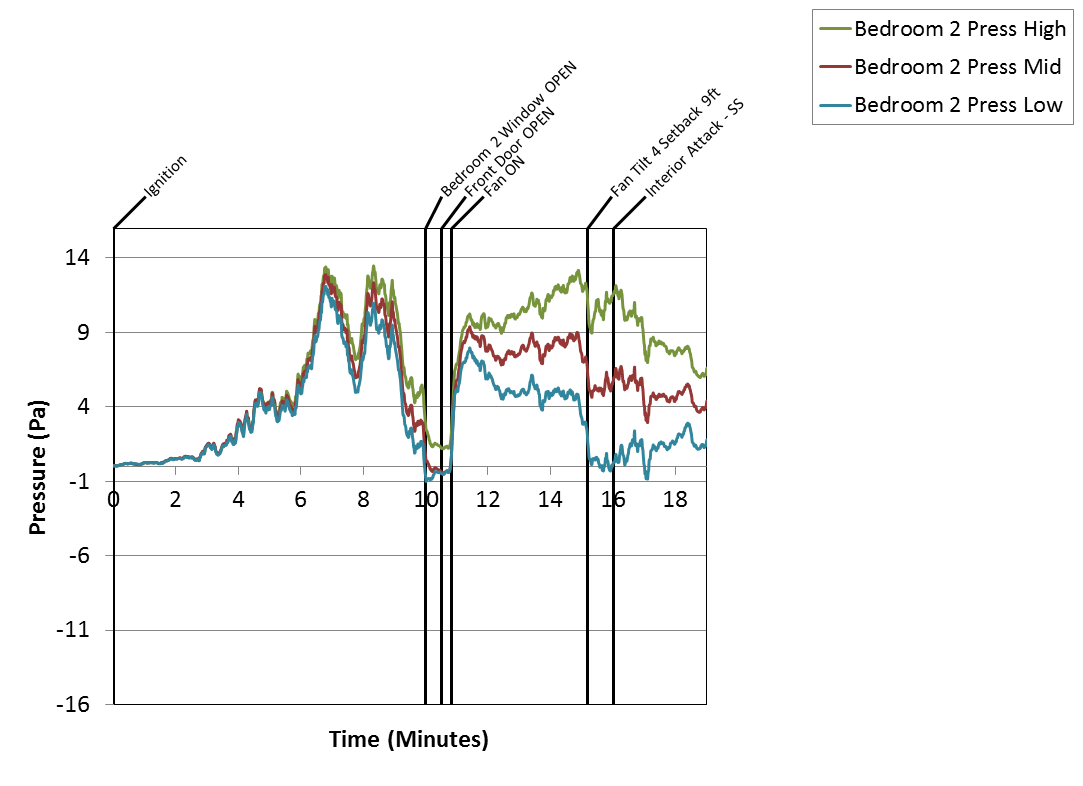 Bedroom 2 Press High
Bedroom 2 Press Mid
Bedroom 2 Press Low
Ignition
Bedroom 2 Window OPEN
Front Door OPEN
Fan ON
Fan Tilt 4 Setback 9ft
Interior Attack - SS
14
9
4
-1
-6
-11
-16
0 2 4 6 8 10 12 14 16 18
Pressure (Pa)
Time (Minutes)